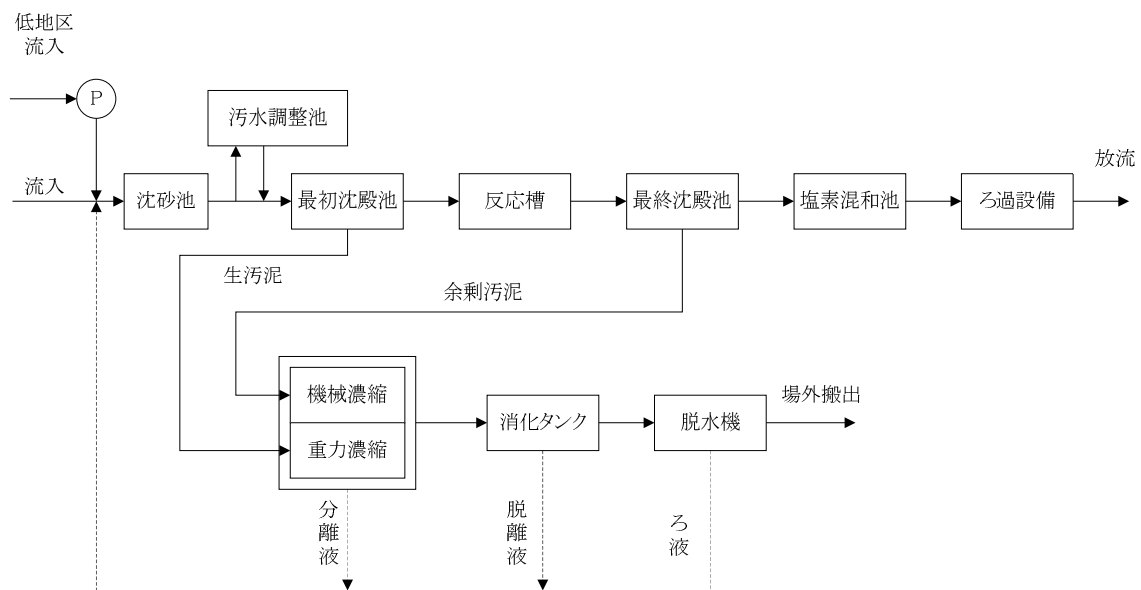 低地区
流入
P
汚水調整池
流入
沈砂池
最初沈殿池
反応槽
最終沈殿池
塩素混和池
ろ過設備
放流
生汚泥
余剰汚泥
機械濃縮
重力濃縮
消化タンク
脱水機
場外搬出
分離液
脱離液
ろ液